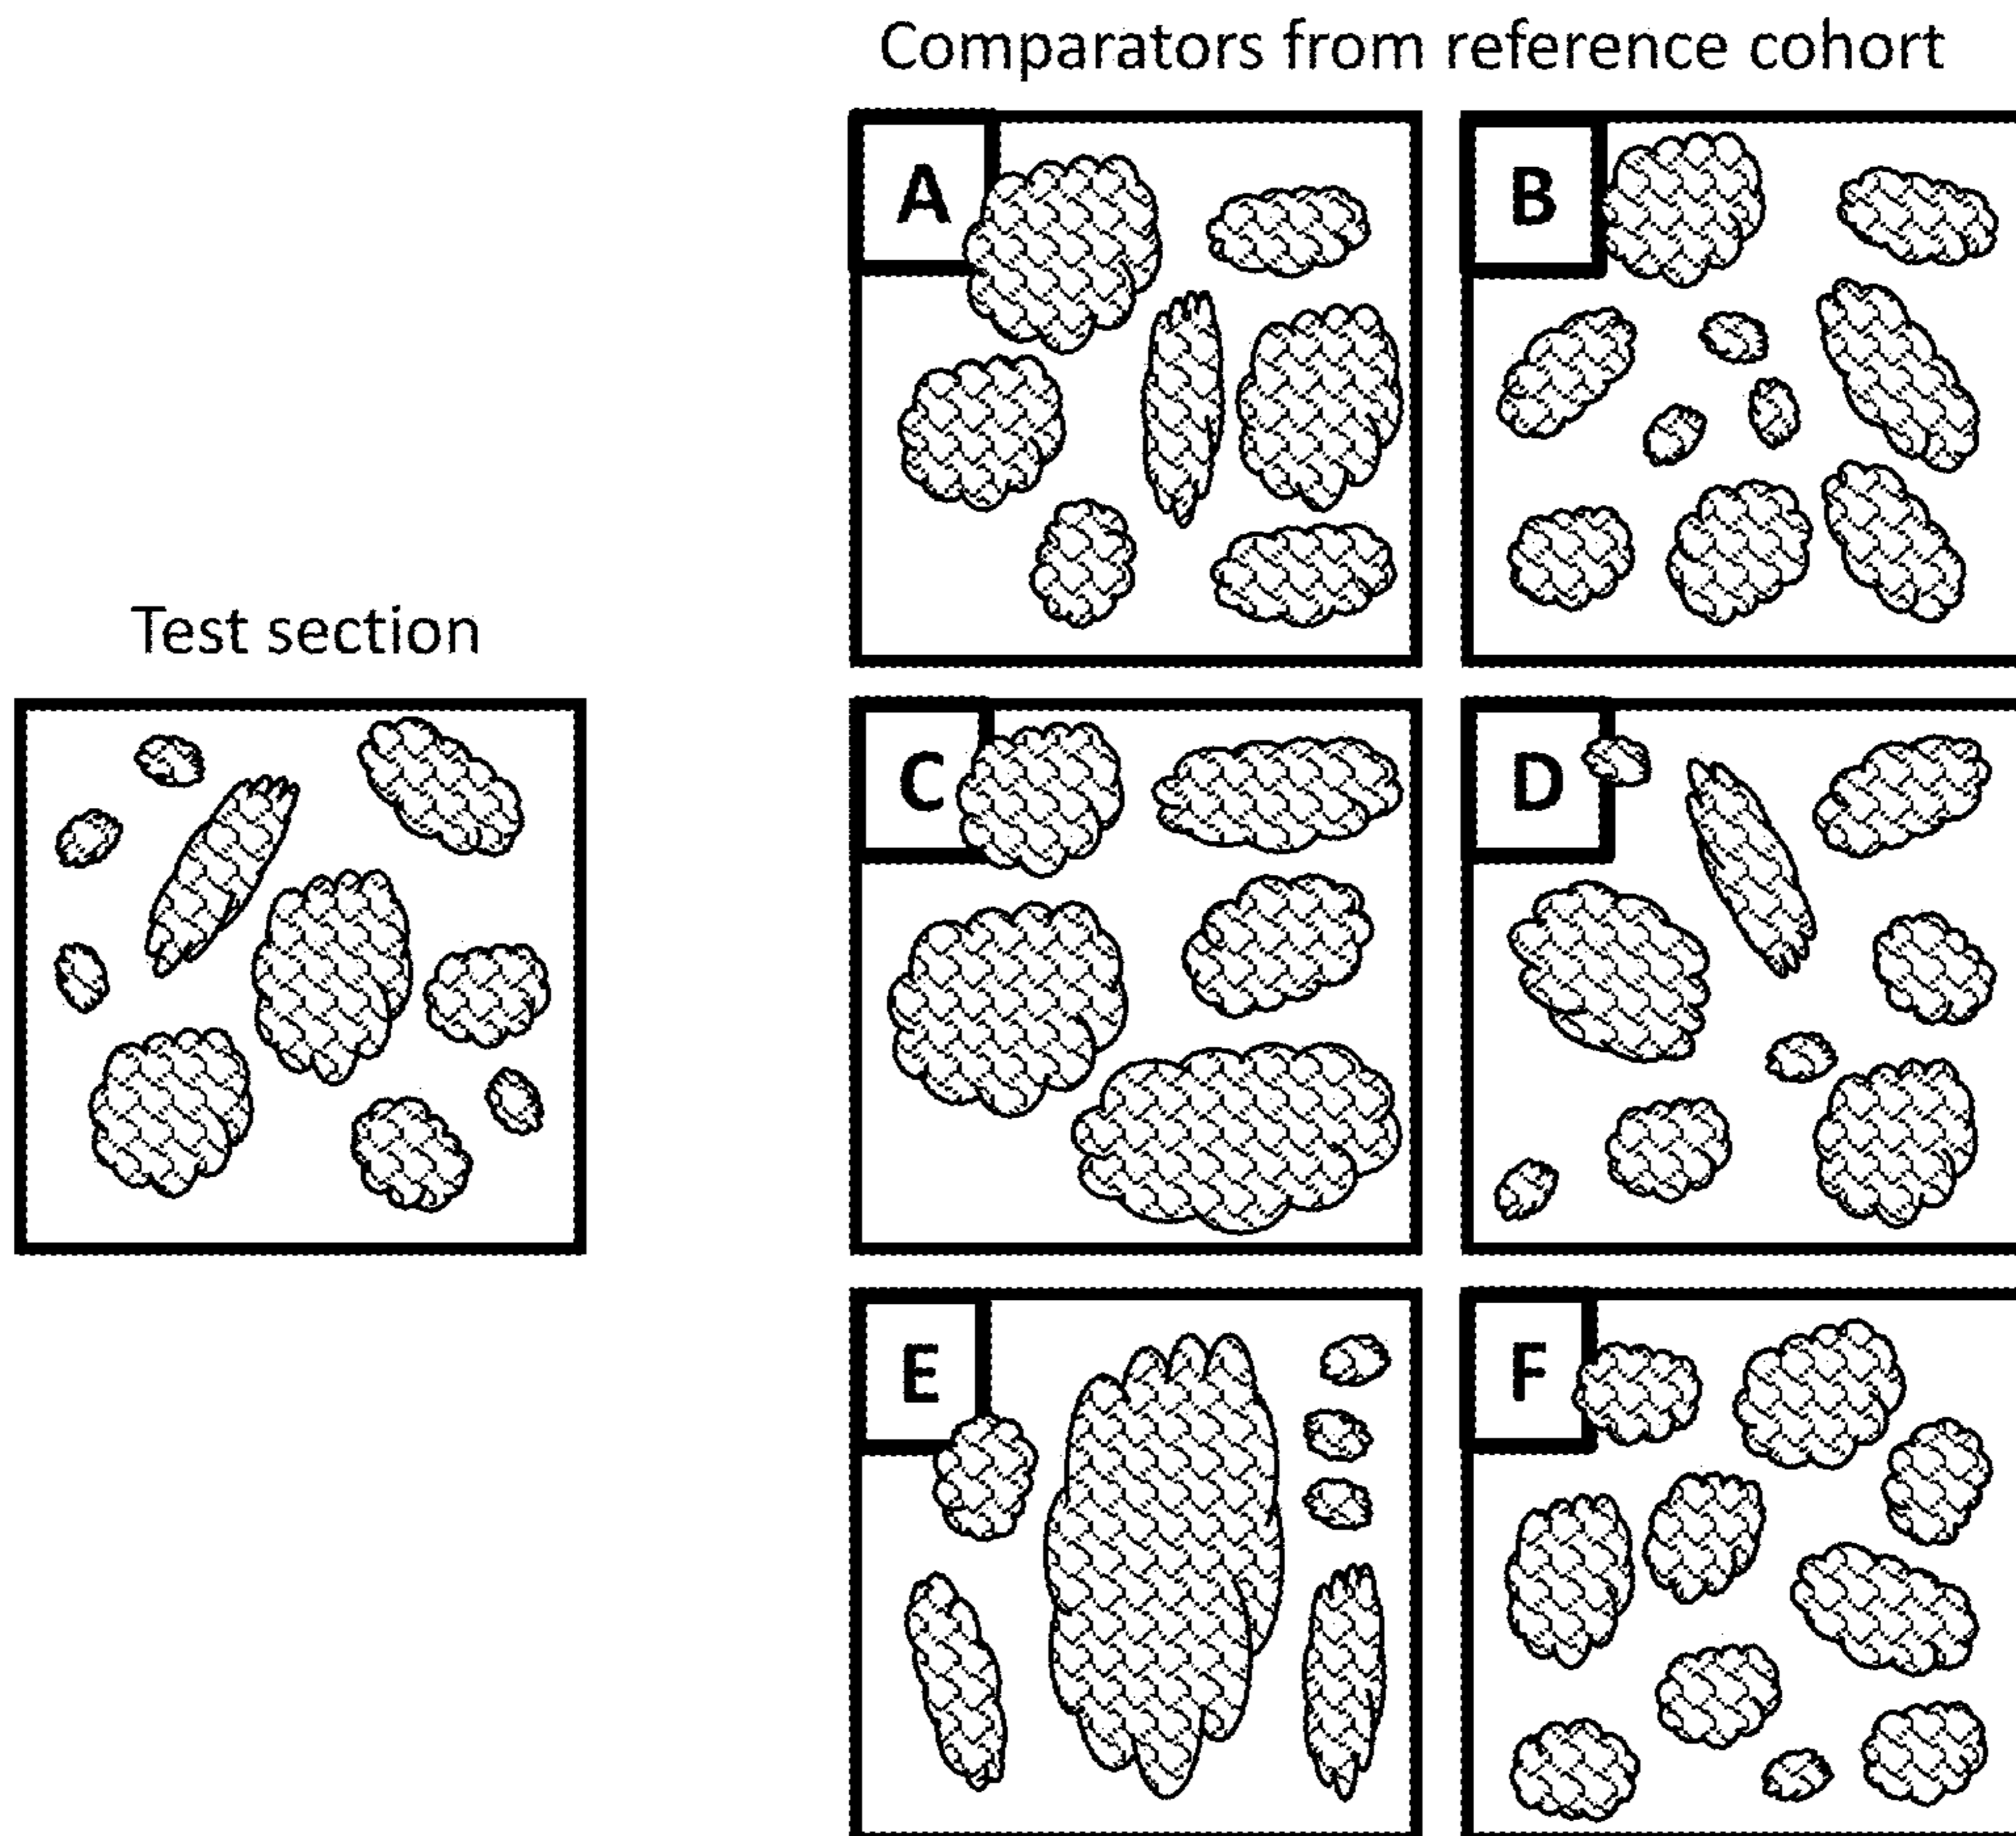 Comparators from reference cohort
A
B
Test section
C
D
E
F